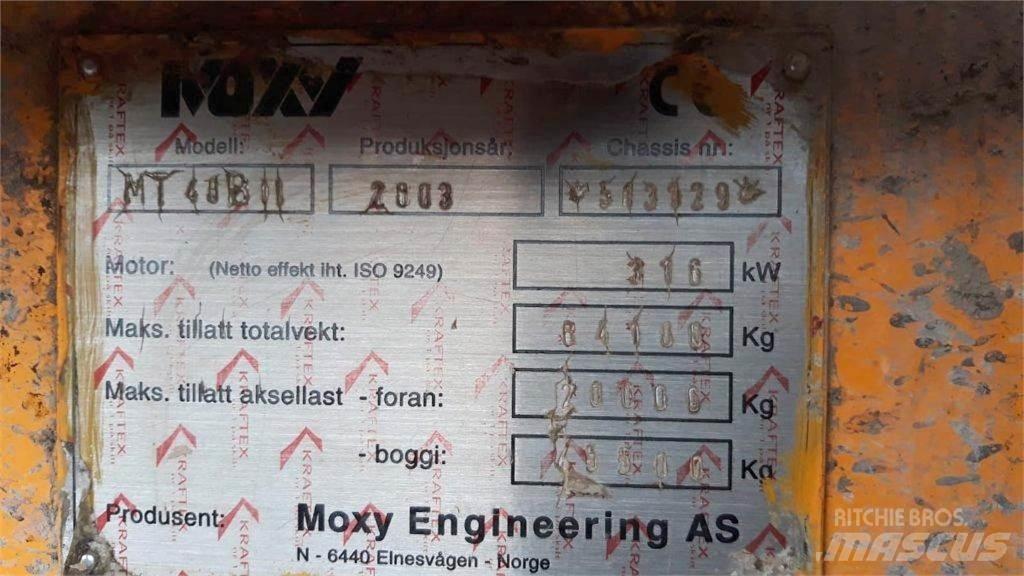 MOXY CE
Modell: Produksjonsår: Chassis nr.:
MT 40B II 2003 *513129*
Motor: (Netto effekt iht. ISO 9249) 316 kW
Maks. tillatt totalvekt: 64100 Kg
Maks. tillatt aksellast - foran: Kg
- boggi: Kg
Produsent: Moxy Engineering AS
N - 6440 Elnesvågen - Norge
KRAFTEX
RITCHIE BROS.
MASCUS